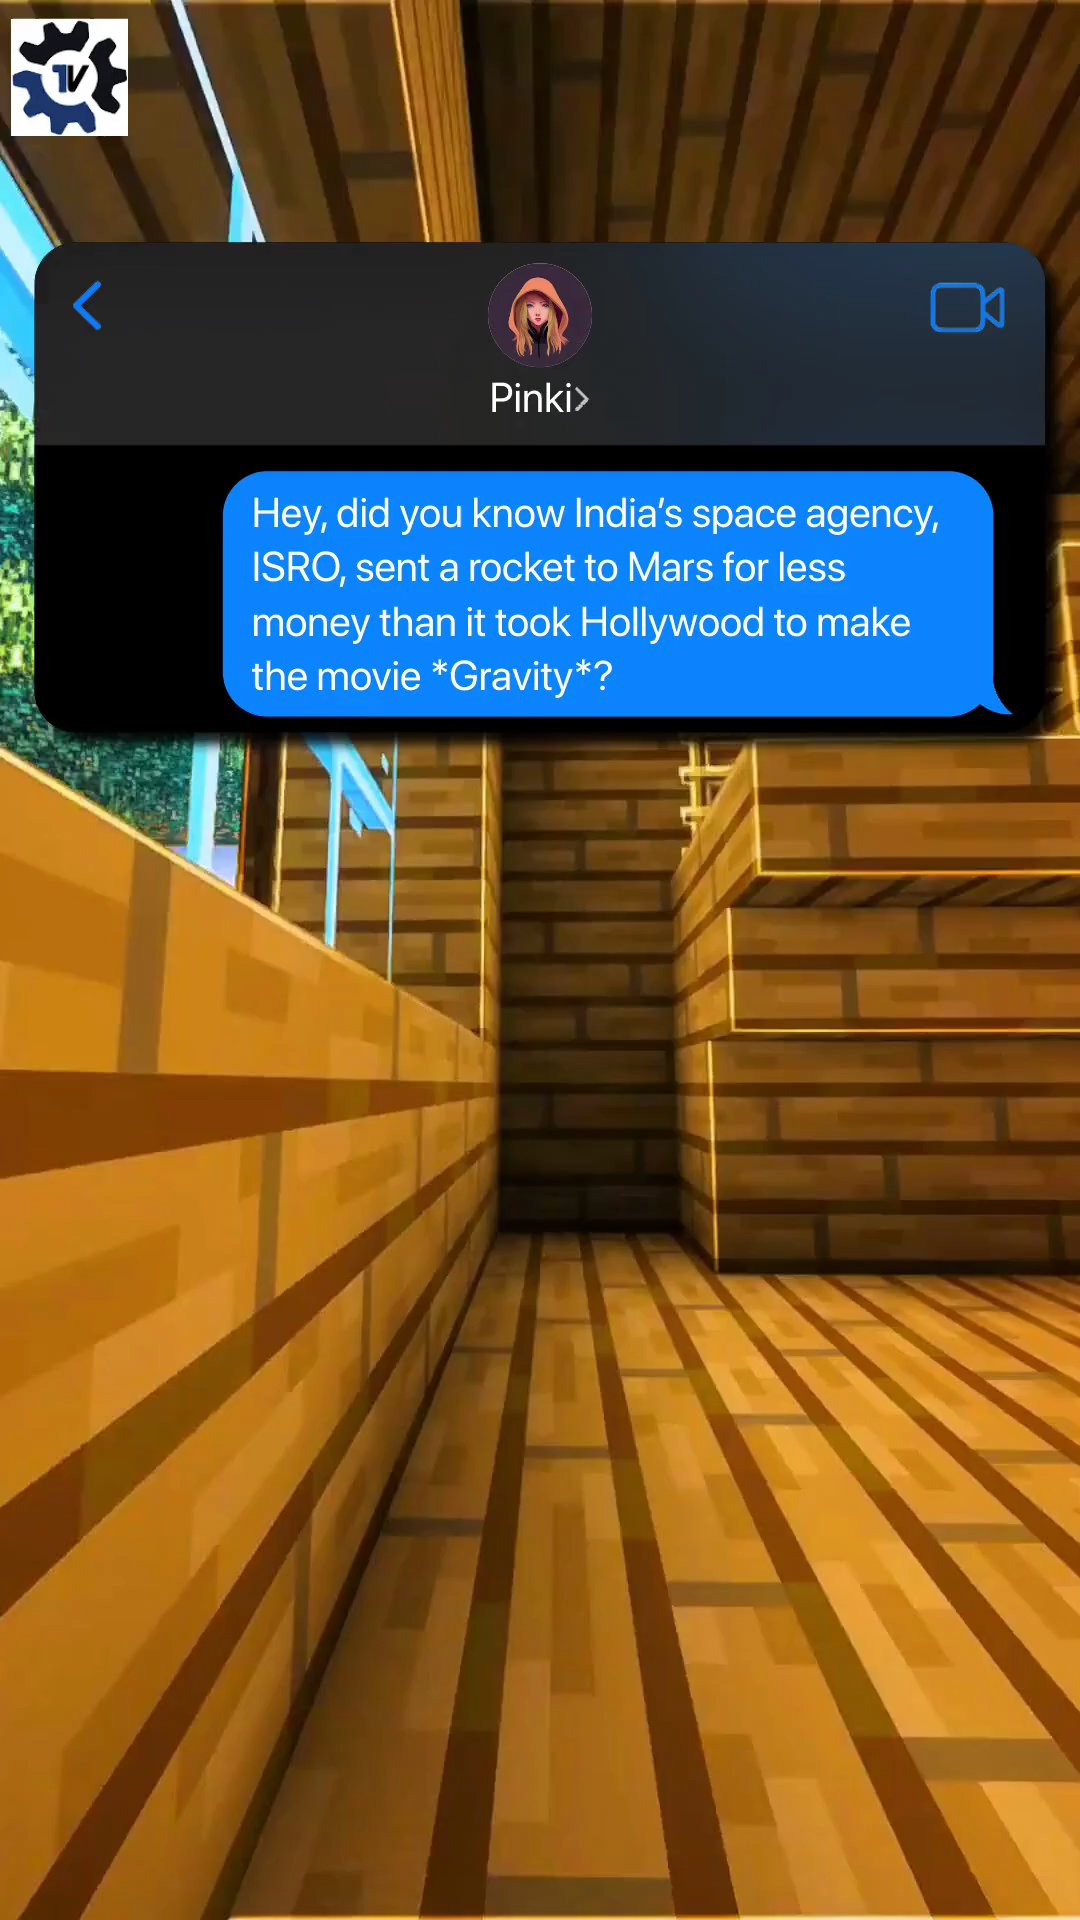 1V
Pinki
Hey, did you know India's space agency,
ISRO, sent a rocket to Mars for less
money than it took Hollywood to make
the movie *Gravity*?